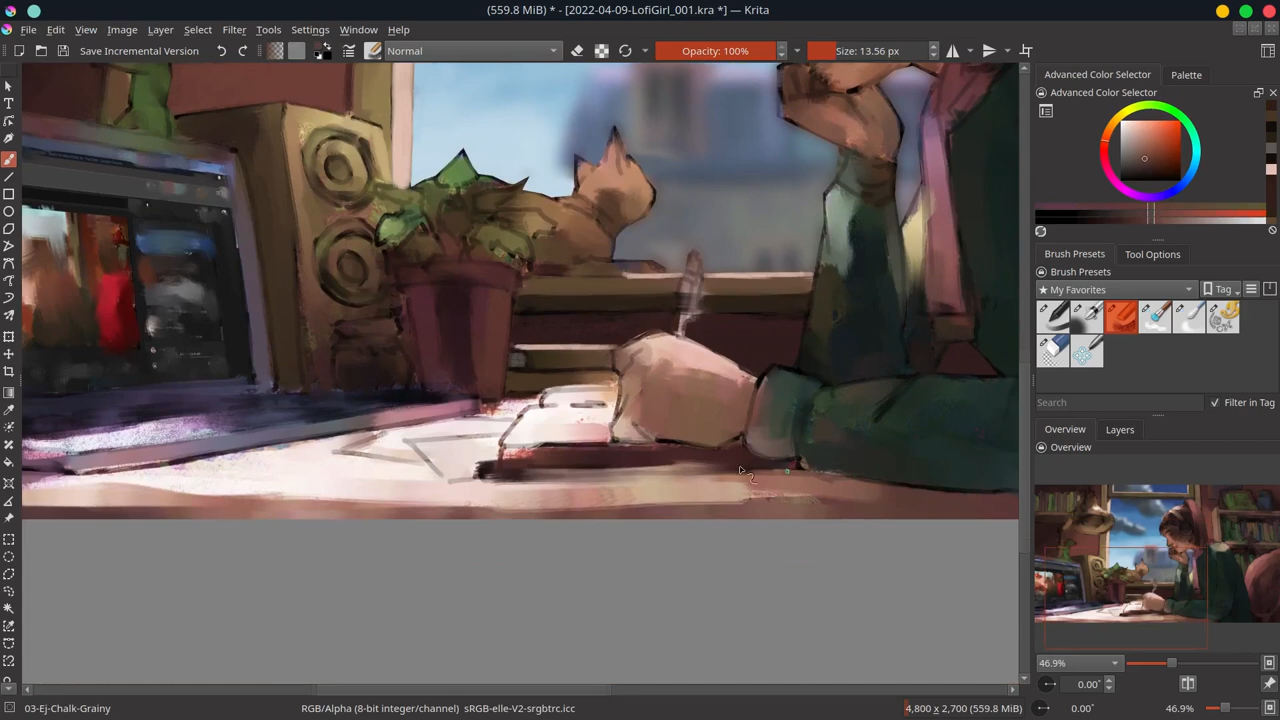 (559.8 MiB) * - [2022-04-09-LofiGirl_001.kra *] — Krita
File Edit View Image Layer Select Filter Tools Settings Window Help
Save Incremental Version Normal Opacity: 100% Size: 13.56 px
Advanced Color Selector Palette
Advanced Color Selector
Brush Presets Tool Options
Brush Presets
★ My Favorites Tag
Search Filter in Tag
Overview Layers
Overview
46.9%
0.00°
03-Ej-Chalk-Grainy RGB/Alpha (8-bit integer/channel) sRGB-elle-V2-srgbtrc.icc 4,800 x 2,700 (559.8 MiB) 0.00° 46.9%